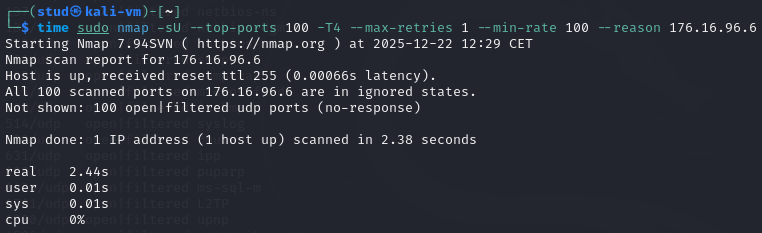 ┌──(stud㉿kali-vm)-[~]
└─$ time sudo nmap -sU --top-ports 100 -T4 --max-retries 1 --min-rate 100 --reason 176.16.96.6
Starting Nmap 7.94SVN ( https://nmap.org ) at 2025-12-22 12:29 CET
Nmap scan report for 176.16.96.6
Host is up, received reset ttl 255 (0.00066s latency).
All 100 scanned ports on 176.16.96.6 are in ignored states.
Not shown: 100 open|filtered udp ports (no-response)
Nmap done: 1 IP address (1 host up) scanned in 2.38 seconds
real    2.44s
user    0.01s
sys     0.01s
cpu     0%